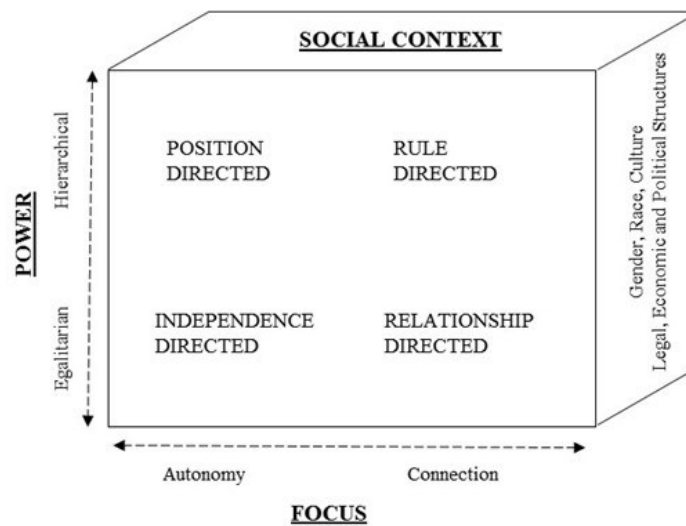 SOCIAL CONTEXT
POWER
Hierarchical
Egalitarian
POSITION
DIRECTED
RULE
DIRECTED
INDEPENDENCE
DIRECTED
RELATIONSHIP
DIRECTED
Gender, Race, Culture
Legal, Economic and Political Structures
Autonomy
Connection
FOCUS